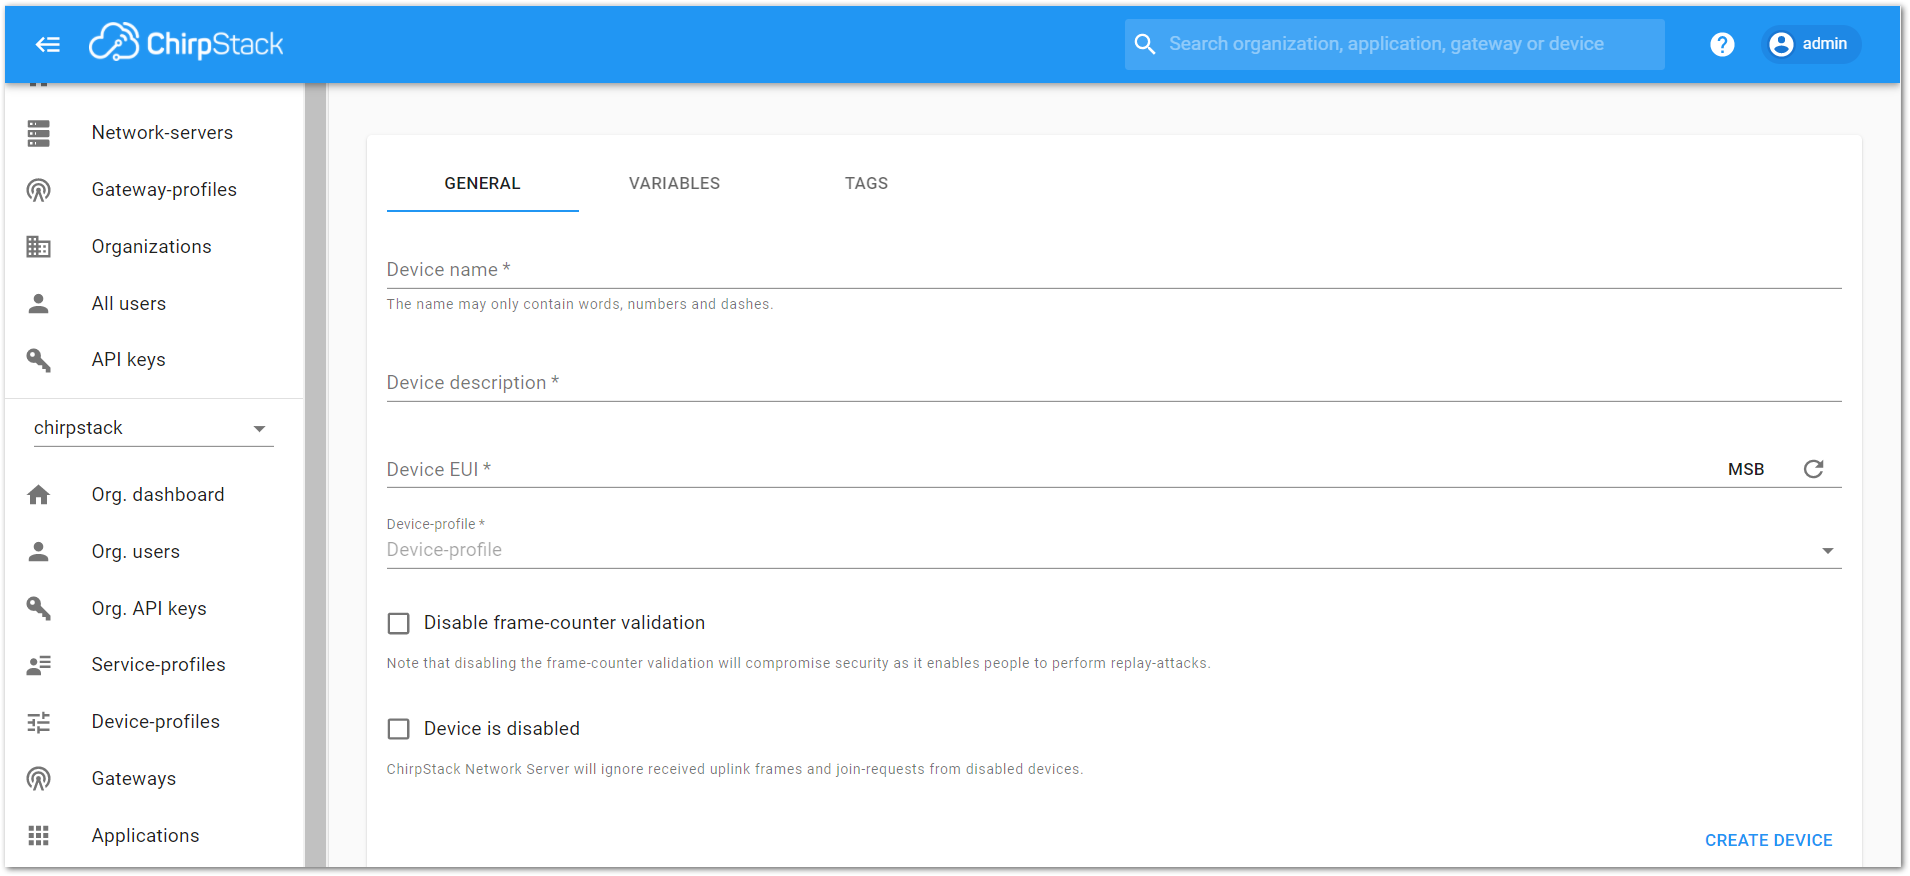 ChirpStack
Search organization, application, gateway or device
?
admin
Network-servers
Gateway-profiles
Organizations
All users
API keys
chirpstack
Org. dashboard
Org. users
Org. API keys
Service-profiles
Device-profiles
Gateways
Applications
GENERAL VARIABLES TAGS
Device name *
The name may only contain words, numbers and dashes.
Device description *
Device EUI * MSB
Device-profile *
Device-profile
Disable frame-counter validation
Note that disabling the frame-counter validation will compromise security as it enables people to perform replay-attacks.
Device is disabled
ChirpStack Network Server will ignore received uplink frames and join-requests from disabled devices.
CREATE DEVICE